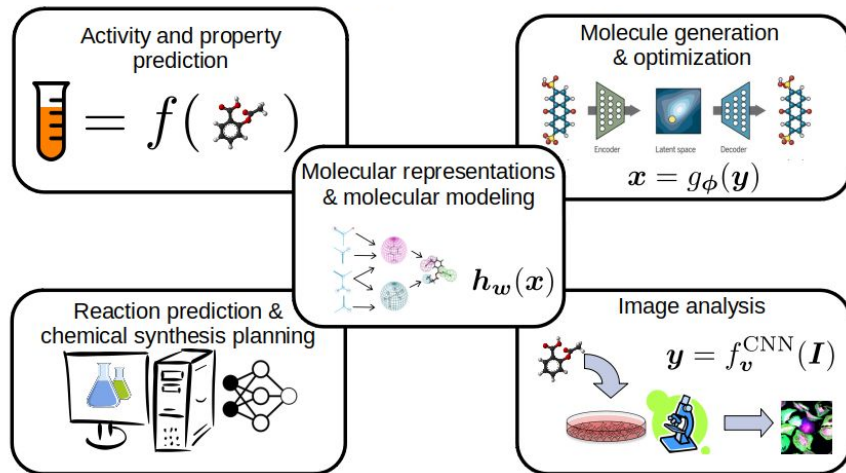 Activity and property
prediction
= f( )
Molecule generation
& optimization
Encoder
Latent space
Decoder
x = gϕ(y)
Molecular representations
& molecular modeling
hw(x)
Reaction prediction &
chemical synthesis planning
Image analysis
y = fvCNN(I)